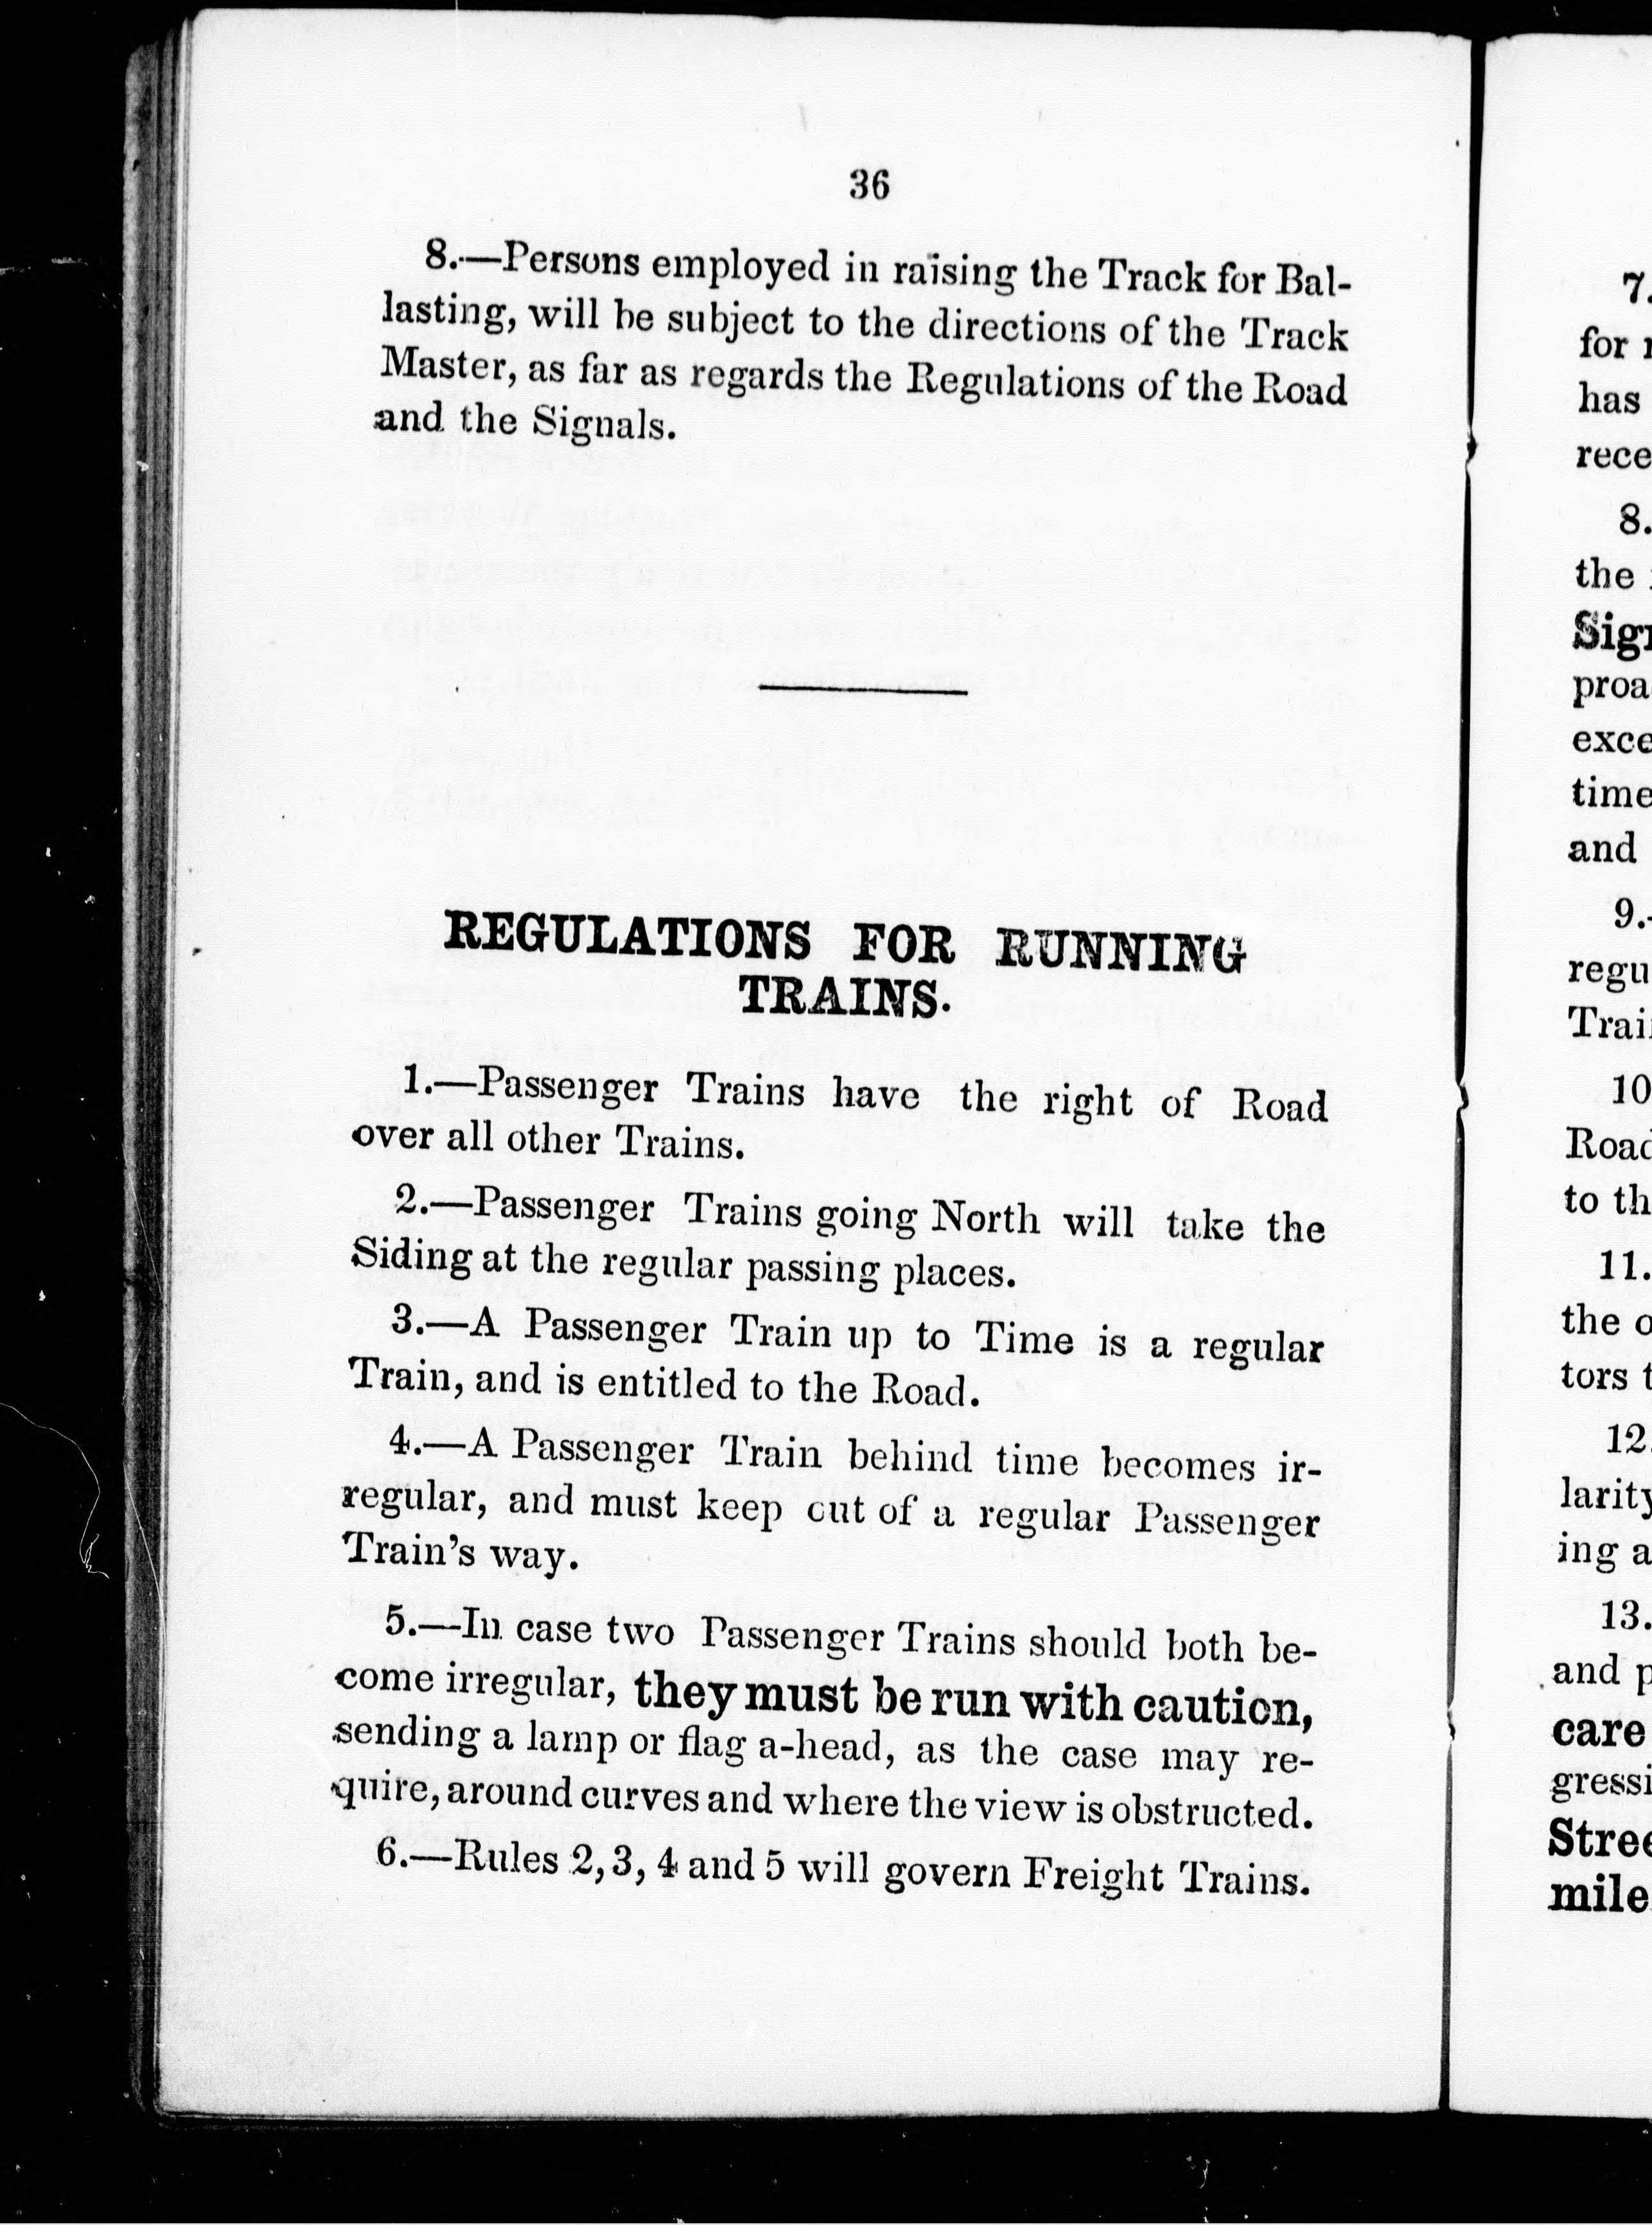 36
8.—Persons employed in raising the Track for Bal-
lasting, will be subject to the directions of the Track
Master, as far as regards the Regulations of the Road
and the Signals.
REGULATIONS FOR RUNNING
TRAINS.
1.—Passenger Trains have the right of Road
over all other Trains.
2.—Passenger Trains going North will take the
Siding at the regular passing places.
3.—A Passenger Train up to Time is a regular
Train, and is entitled to the Road.
4.—A Passenger Train behind time becomes ir-
regular, and must keep out of a regular Passenger
Train's way.
5.—In case two Passenger Trains should both be-
come irregular, they must be run with caution,
sending a lamp or flag a-head, as the case may re-
quire, around curves and where the view is obstructed.
6.—Rules 2, 3, 4 and 5 will govern Freight Trains.
7.
for
has
rece
8.
the
Sig
proa
exce
time
and
9.
regu
Trai
10
Road
to th
11.
the
tors
12.
larity
ing a
13.
and p
care
gressi
Stree
mile